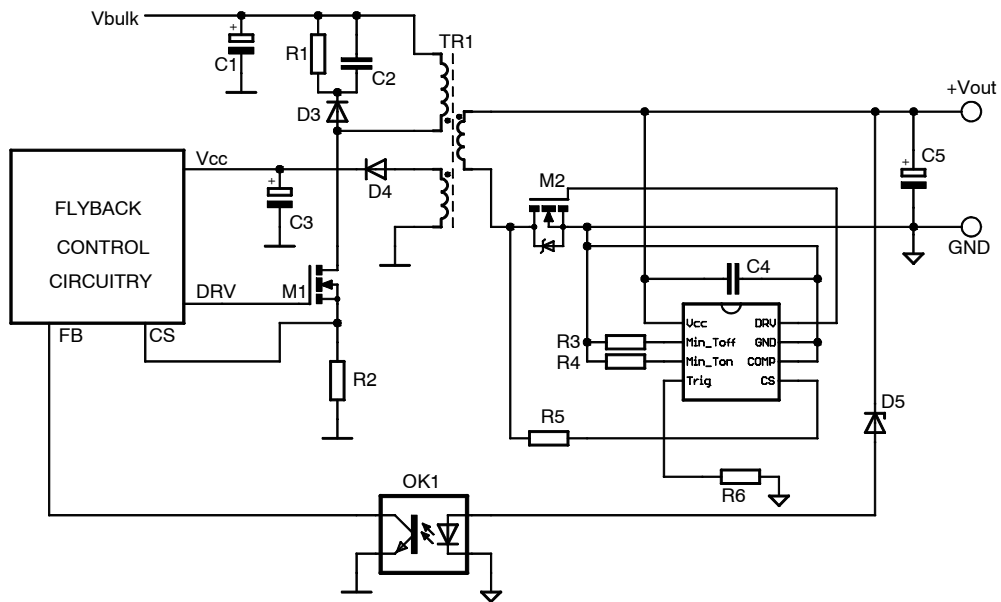 Vbulk
+
C1
R1
C2
TR1
D3
+Vout
Vcc
+
C3
D4
M2
+
C5
GND
FLYBACK
CONTROL
CIRCUITRY
DRV
M1
FB
CS
R2
C4
R3
R4
Vcc
DRV
Min_Toff
GND
Min_Ton
COMP
Trig
CS
R5
D5
R6
OK1